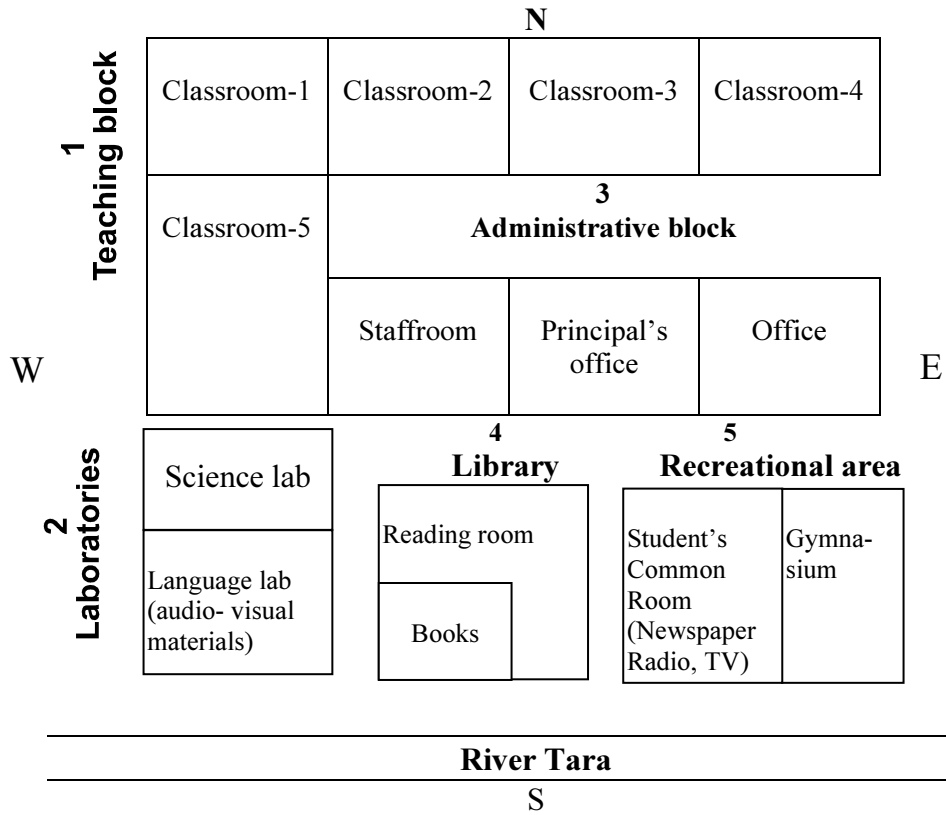 N
1
Teaching block
Classroom-1
Classroom-2
Classroom-3
Classroom-4
Classroom-5
3
Administrative block
Staffroom
Principal’s
office
Office
W
E
2
Laboratories
Science lab
Language lab
(audio- visual
materials)
4
Library
Reading room
Books
5
Recreational area
Student’s
Common
Room
(Newspaper
Radio, TV)
Gymna-
sium
River Tara
S